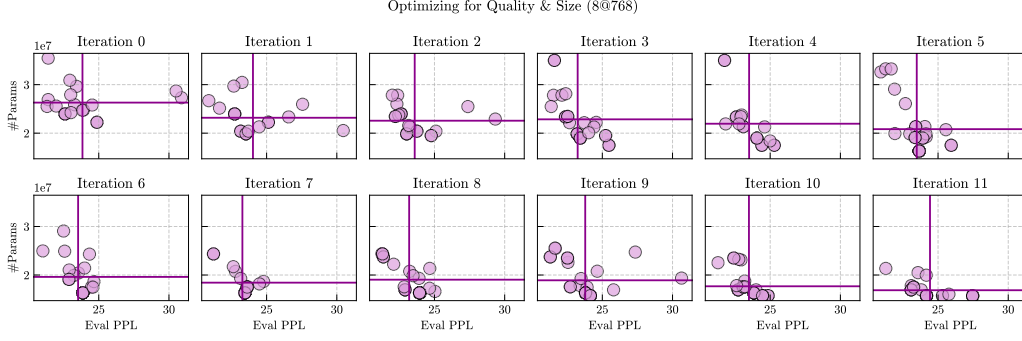 Optimizing for Quality & Size (8@768)
Iteration 0
Iteration 1
Iteration 2
Iteration 3
Iteration 4
Iteration 5
1e7
#Params
3
2
Iteration 6
Iteration 7
Iteration 8
Iteration 9
Iteration 10
Iteration 11
1e7
#Params
3
2
25
30
25
30
25
30
25
30
25
30
25
30
Eval PPL
Eval PPL
Eval PPL
Eval PPL
Eval PPL
Eval PPL